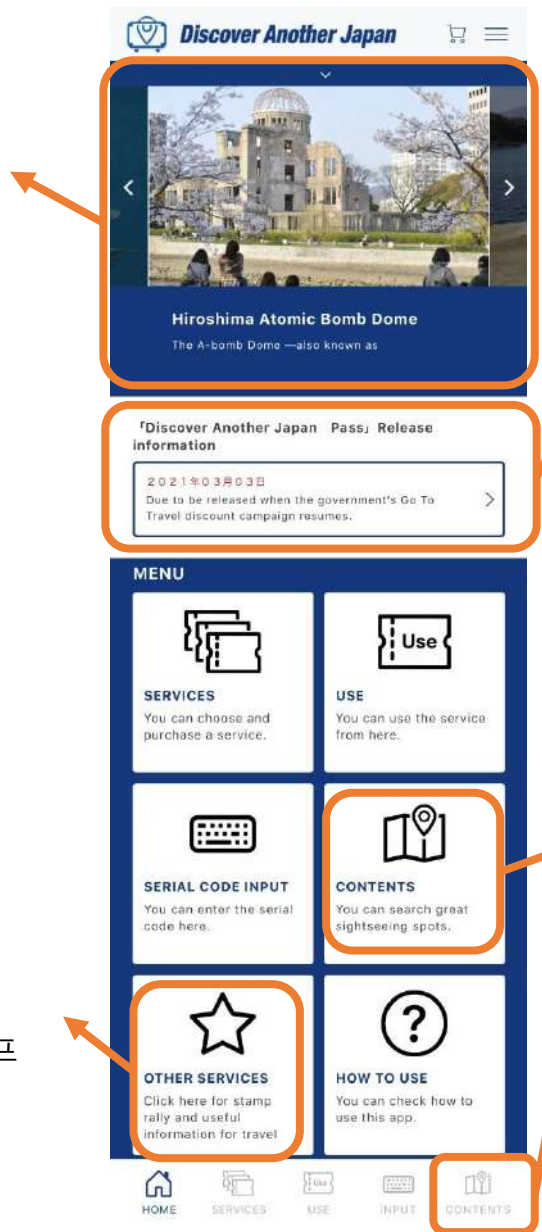 Discover Another Japan
Hiroshima Atomic Bomb Dome
The A-bomb Dome —also known as
「Discover Another Japan　Pass」 Release
information
2021年03月03日
Due to be released when the government's Go To
Travel discount campaign resumes.
MENU
Use
SERVICES
You can choose and
purchase a service.
USE
You can use the service
from here.
SERIAL CODE INPUT
You can enter the serial
code here.
CONTENTS
You can search great
sightseeing spots.
OTHER SERVICES
Click here for stamp
rally and useful
information for travel
HOW TO USE
You can check how to
use this app.
HOME
SERVICES
Use
USE
INPUT
CONTENTS